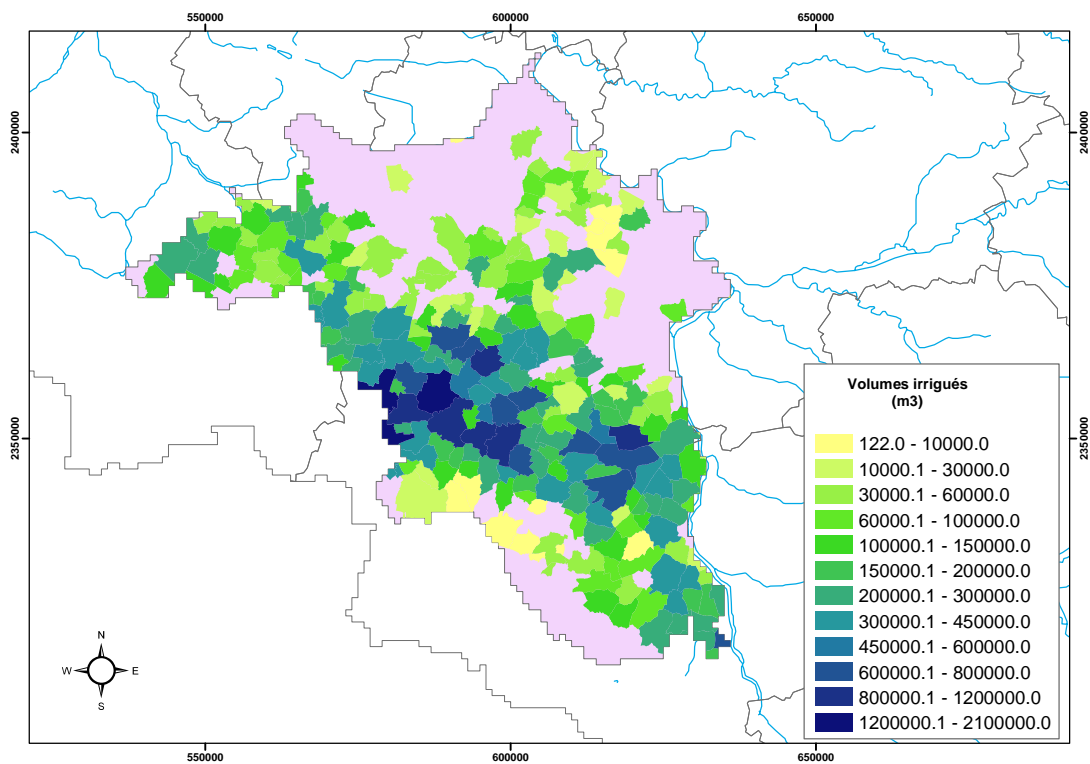 550000 600000 650000
2400000 2400000
2350000 2350000
Volumes irrigués
(m3)
122.0 - 10000.0
10000.1 - 30000.0
30000.1 - 60000.0
60000.1 - 100000.0
100000.1 - 150000.0
150000.1 - 200000.0
200000.1 - 300000.0
300000.1 - 450000.0
450000.1 - 600000.0
600000.1 - 800000.0
800000.1 - 1200000.0
1200000.1 - 2100000.0
N
W E
S
550000 600000 650000